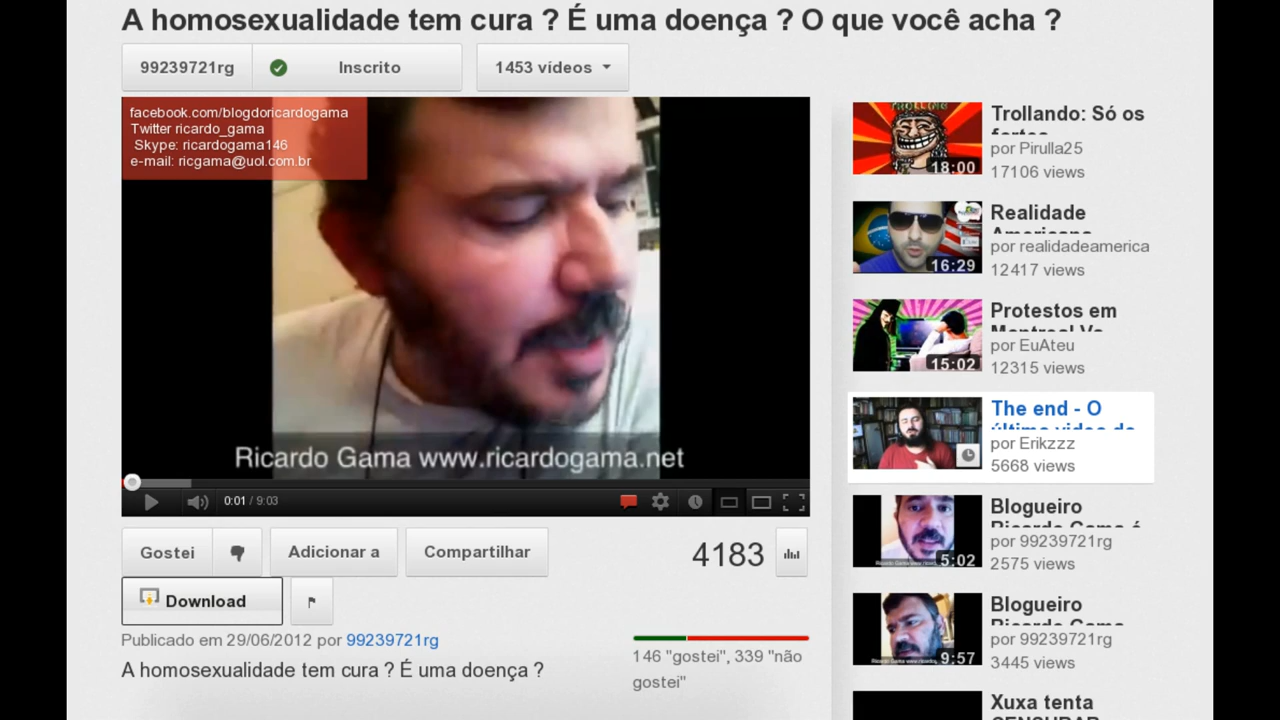 A homosexualidade tem cura ? É uma doença ? O que você acha ?
99239721rg
Inscrito
1453 vídeos
facebook.com/blogdoricardogama
Twitter ricardo_gama
Skype: ricardogama146
e-mail: ricgama@uol.com.br
Ricardo Gama www.ricardogama.net
0:01 / 9:03
Gostei
Adicionar a
Compartilhar
4183
Download
Publicado em 29/06/2012 por 99239721rg
A homosexualidade tem cura ? É uma doença ?
146 "gostei", 339 "não
gostei"
Trollando: Só os
por Pirulla25
17106 views
18:00
Realidade
por realidadeamerica
12417 views
16:29
Protestos em
por EuAteu
12315 views
15:02
The end - O
por Erikzzz
5668 views
Blogueiro
Ricardo Gama é
por 99239721rg
2575 views
5:02
Blogueiro
Ricardo Gama
por 99239721rg
3445 views
9:57
Xuxa tenta
CENSURAR